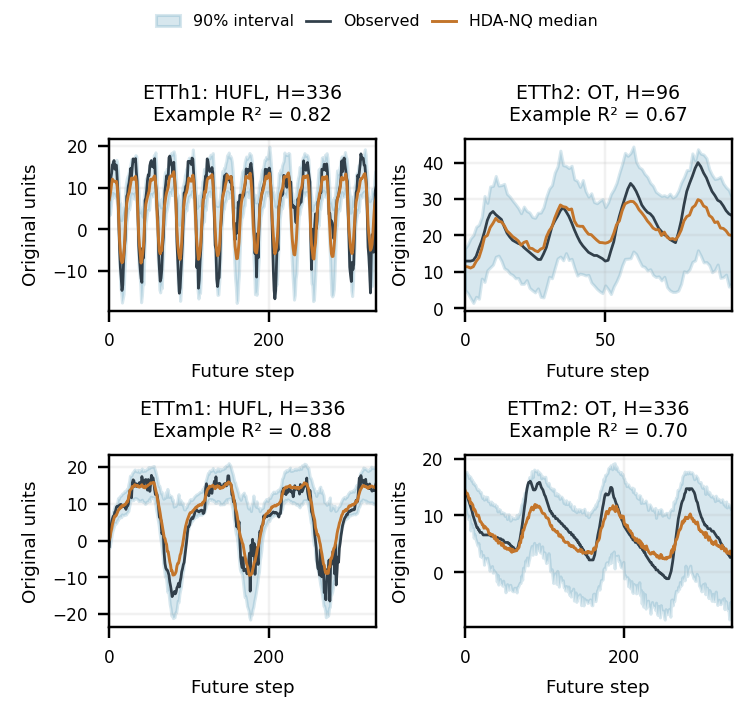 90% interval Observed HDA-NQ median
ETTh1: HUFL, H=336
Example R² = 0.82
20
10
0
−10
Original units
0 200
Future step
ETTh2: OT, H=96
Example R² = 0.67
40
30
20
10
0
Original units
0 50
Future step
ETTm1: HUFL, H=336
Example R² = 0.88
20
10
0
−10
−20
Original units
0 200
Future step
ETTm2: OT, H=336
Example R² = 0.70
20
10
0
Original units
0 200
Future step